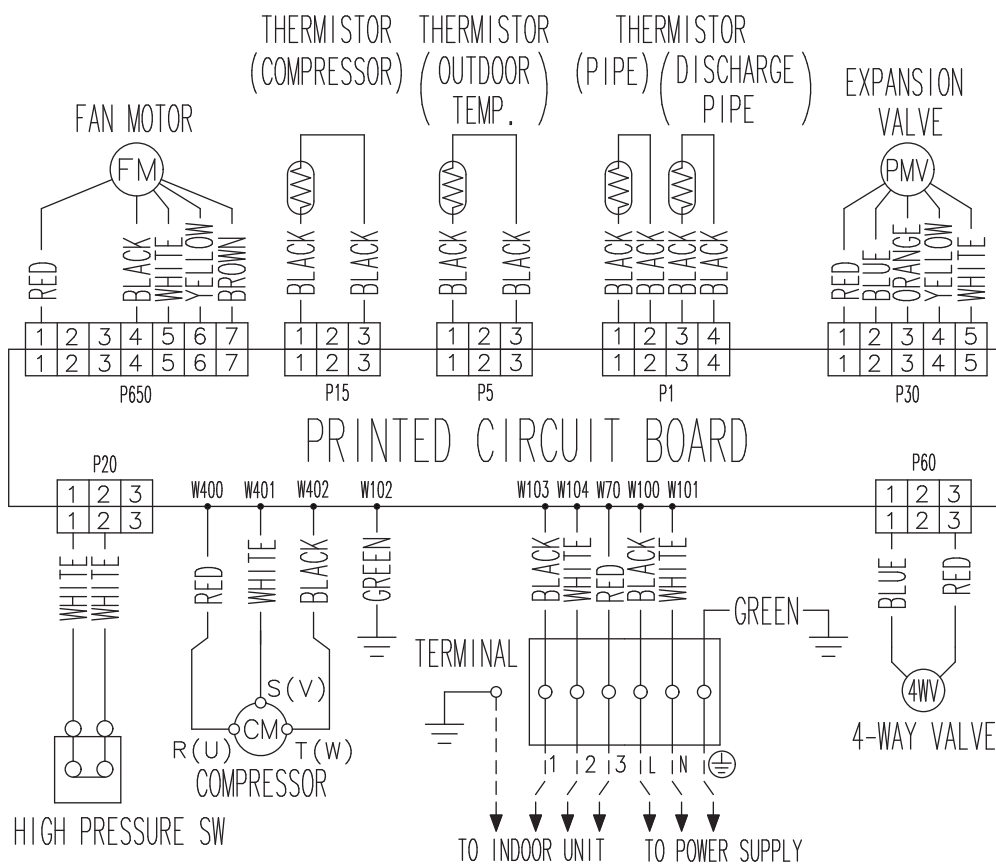 THERMISTOR THERMISTOR THERMISTOR
(COMPRESSOR) (OUTDOOR TEMP.) (PIPE) (DISCHARGE PIPE)
EXPANSION
VALVE
FAN MOTOR
FM
PMV
RED BLACK WHITE YELLOW BROWN
BLACK BLACK
BLACK BLACK
BLACK BLACK BLACK BLACK
RED BLUE ORANGE YELLOW WHITE
1 2 3 4 5 6 7
1 2 3 4 5 6 7
P650
1 2 3
1 2 3
P15
1 2 3
1 2 3
P5
1 2 3 4
1 2 3 4
P1
1 2 3 4 5
1 2 3 4 5
P30
PRINTED CIRCUIT BOARD
P20
1 2 3
1 2 3
W400 W401 W402 W102
W103 W104 W70 W100 W101
P60
1 2 3
1 2 3
WHITE WHITE
RED WHITE BLACK GREEN
BLACK WHITE RED BLACK WHITE
BLUE RED
GREEN
TERMINAL
S(V)
CM
R(U) T(W)
COMPRESSOR
4WV
4-WAY VALVE
1 2 3 L N
HIGH PRESSURE SW
TO INDOOR UNIT TO POWER SUPPLY